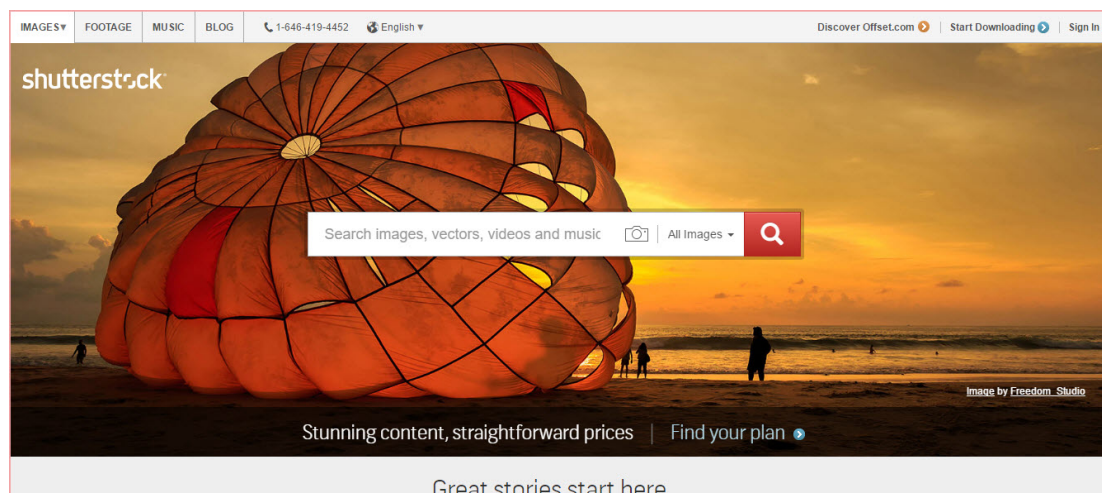 IMAGES▾ FOOTAGE MUSIC BLOG 1-646-419-4452 English ▾ Discover Offset.com Start Downloading Sign In
shutterstock
Search images, vectors, videos and music All Images ▾
Image by Freedom_Studio
Stunning content, straightforward prices | Find your plan
Great stories start here